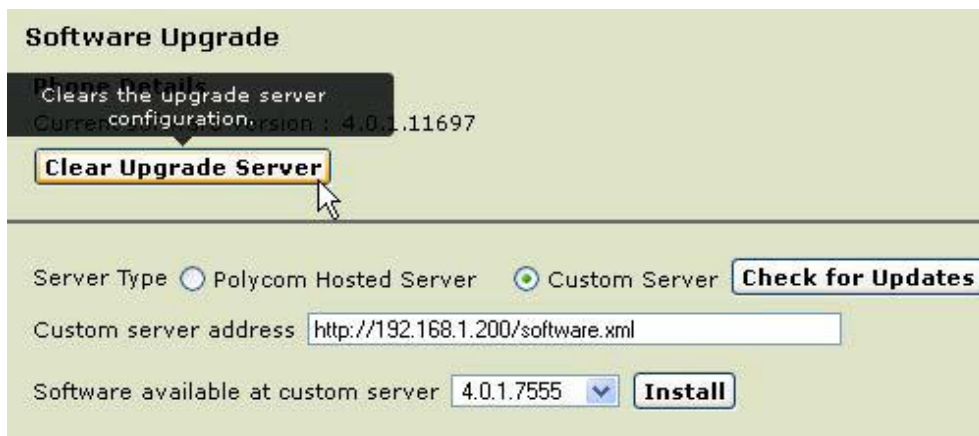 Software Upgrade
Phone Details
Clears the upgrade server
configuration.
Current software version : 4.0.1.11697
Clear Upgrade Server
Server Type Polycom Hosted Server Custom Server Check for Updates
Custom server address http://192.168.1.200/software.xml
Software available at custom server 4.0.1.7555 Install